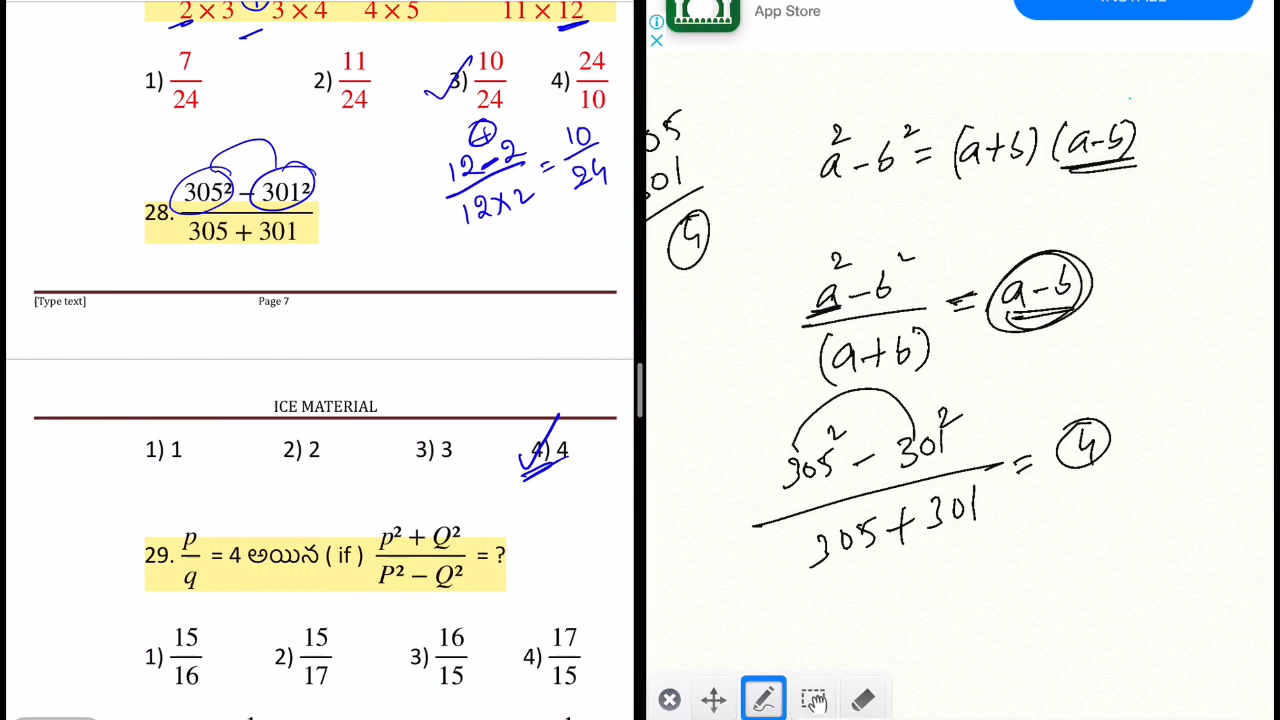 2 × 3 3 × 4 4 × 5 11 × 12
1) 7/24 2) 11/24 3) 10/24 4) 24/10
12 - 2 / 12 × 2 = 10/24
28. 305² − 301² / 305 + 301
[Type text] Page 7
ICE MATERIAL
1) 1 2) 2 3) 3 4) 4
29. p/q = 4 అయిన ( if ) p² + Q² / P² − Q² = ?
1) 15/16 2) 15/17 3) 16/15 4) 17/15
App Store
305
301
4
a² - b² = (a+b) (a-b)
a² - b² / (a+b) = a-b
305² - 301² / 305 + 301 = 4